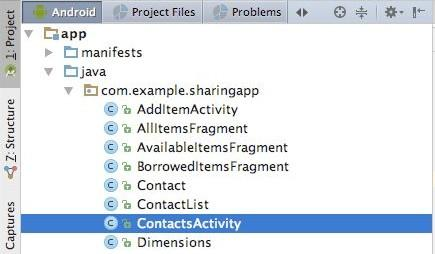 Android Project Files Problems
app
manifests
java
com.example.sharingapp
AddItemActivity
AllItemsFragment
AvailableItemsFragment
BorrowedItemsFragment
Contact
ContactList
ContactsActivity
Dimensions
1: Project
Z: Structure
Captures